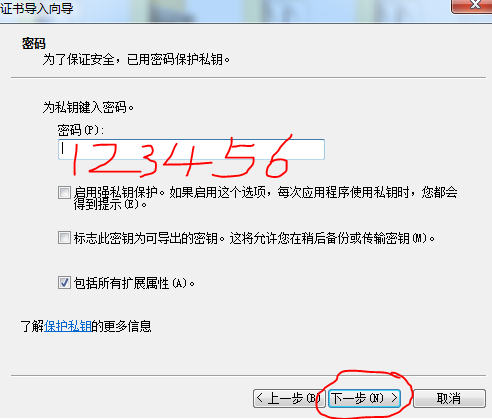 证书导入向导
密码
为了保证安全，已用密码保护私钥。
为私钥键入密码。
密码(P):
123456
启用强私钥保护。如果启用这个选项，每次应用程序使用私钥时，您都会
得到提示(E)。
标志此密钥为可导出的密钥。这将允许您在稍后备份或传输密钥(M)。
包括所有扩展属性(A)。
了解保护私钥的更多信息
< 上一步(B) 下一步(N) > 取消